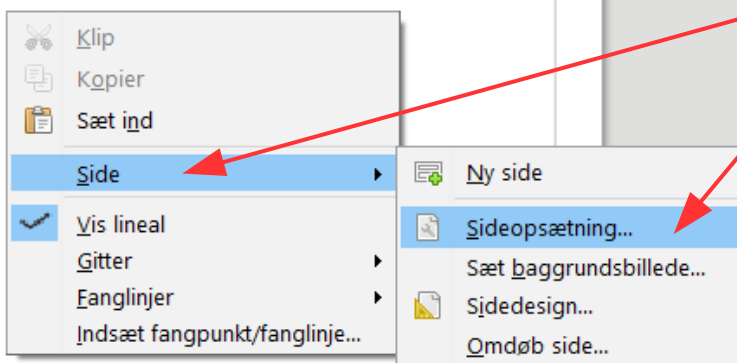 Klip
Kopier
Sæt ind
Side
Vis lineal
Gitter
Fanglinjer
Indsæt fangpunkt/fanglinje...
Ny side
Sideopsætning...
Sæt baggrundsbillede...
Sidedesign...
Omdøb side...